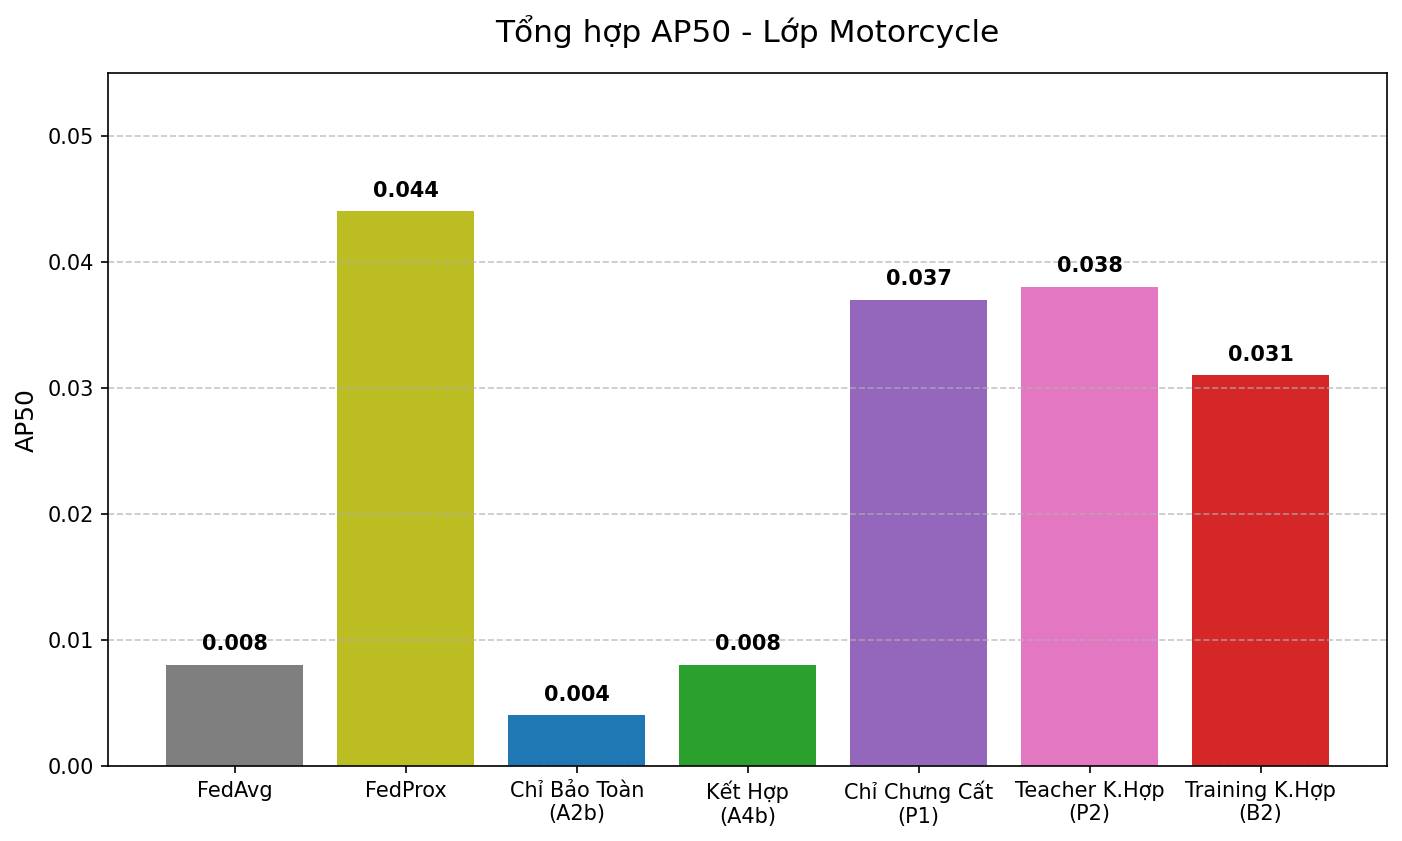 Tổng hợp AP50 - Lớp Motorcycle
AP50
0.05
0.04
0.03
0.02
0.01
0.00
0.008
0.044
0.004
0.008
0.037
0.038
0.031
FedAvg
FedProx
Chỉ Bảo Toàn
(A2b)
Kết Hợp
(A4b)
Chỉ Chưng Cất
(P1)
Teacher K.Hợp
(P2)
Training K.Hợp
(B2)